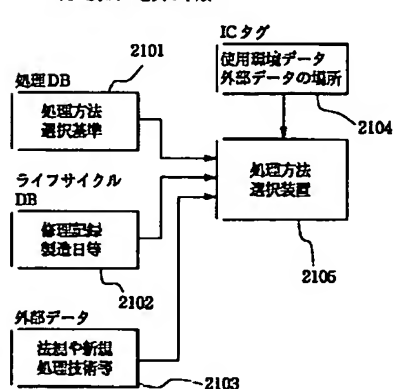 2101
ICタグ
処理DB
使用環境データ
外部データの場所
2104
処理方法
選択基準
ライフサイクル
DB
処理方法
選択装置
修理記録
製造日等
2105
2102
外部データ
法規や新規
処理技術等
2103